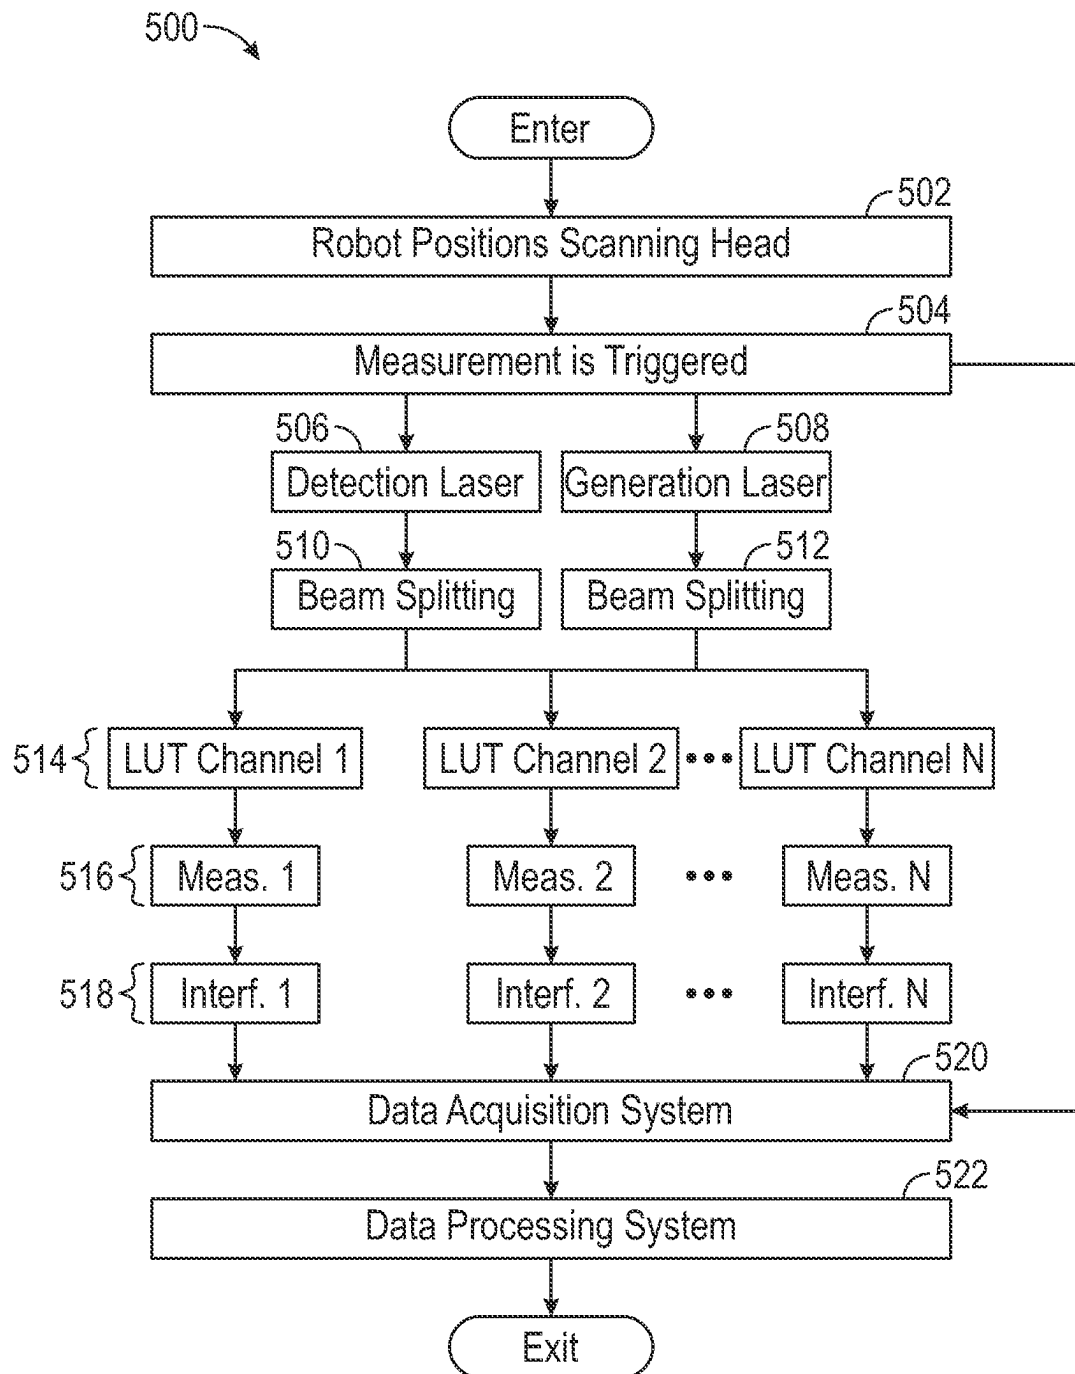 500
Enter
502
Robot Positions Scanning Head
504
Measurement is Triggered
506
508
Detection Laser
Generation Laser
510
512
Beam Splitting
Beam Splitting
514
LUT Channel 1
LUT Channel 2
•••
LUT Channel N
516
Meas. 1
Meas. 2
•••
Meas. N
518
Interf. 1
Interf. 2
•••
Interf. N
520
Data Acquisition System
522
Data Processing System
Exit